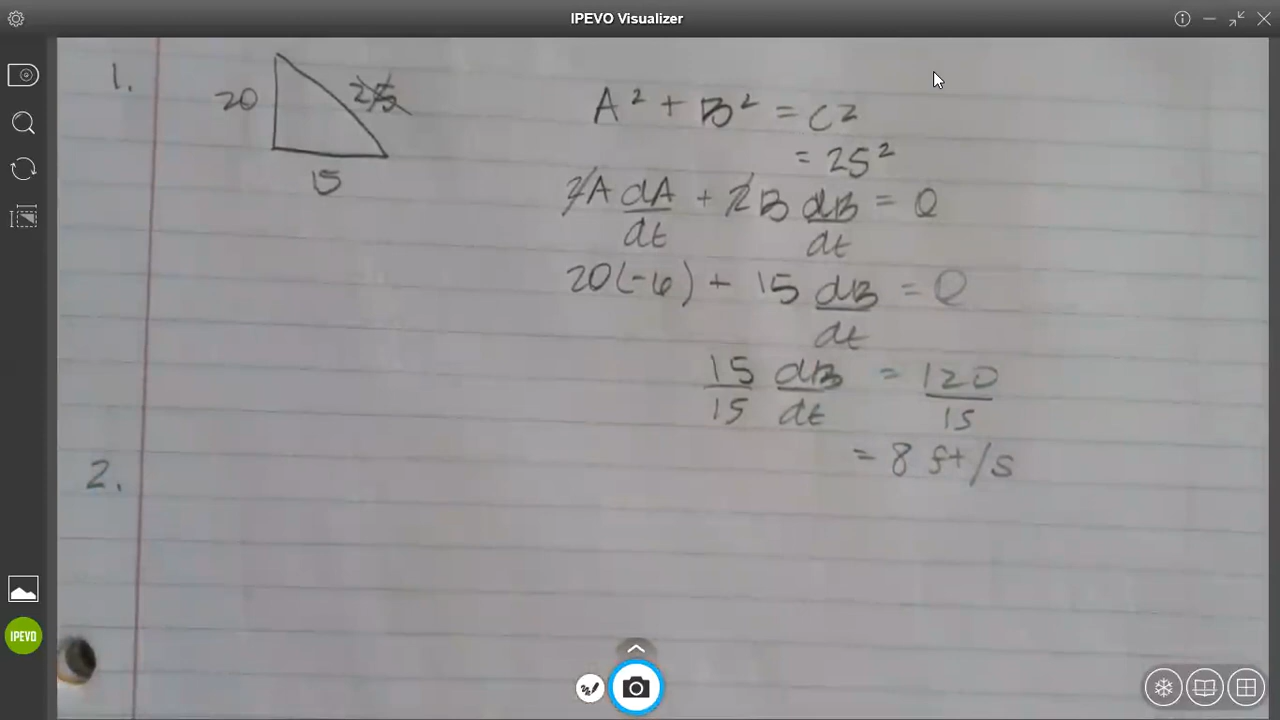 IPEVO Visualizer
1.
20
25
15
A² + B² = C²
= 25²
2A dA/dt + 2B dB/dt = 0
20(-6) + 15 dB/dt = 0
15/15 dB/dt = 120/15
= 8 ft/s
2.
IPEVO